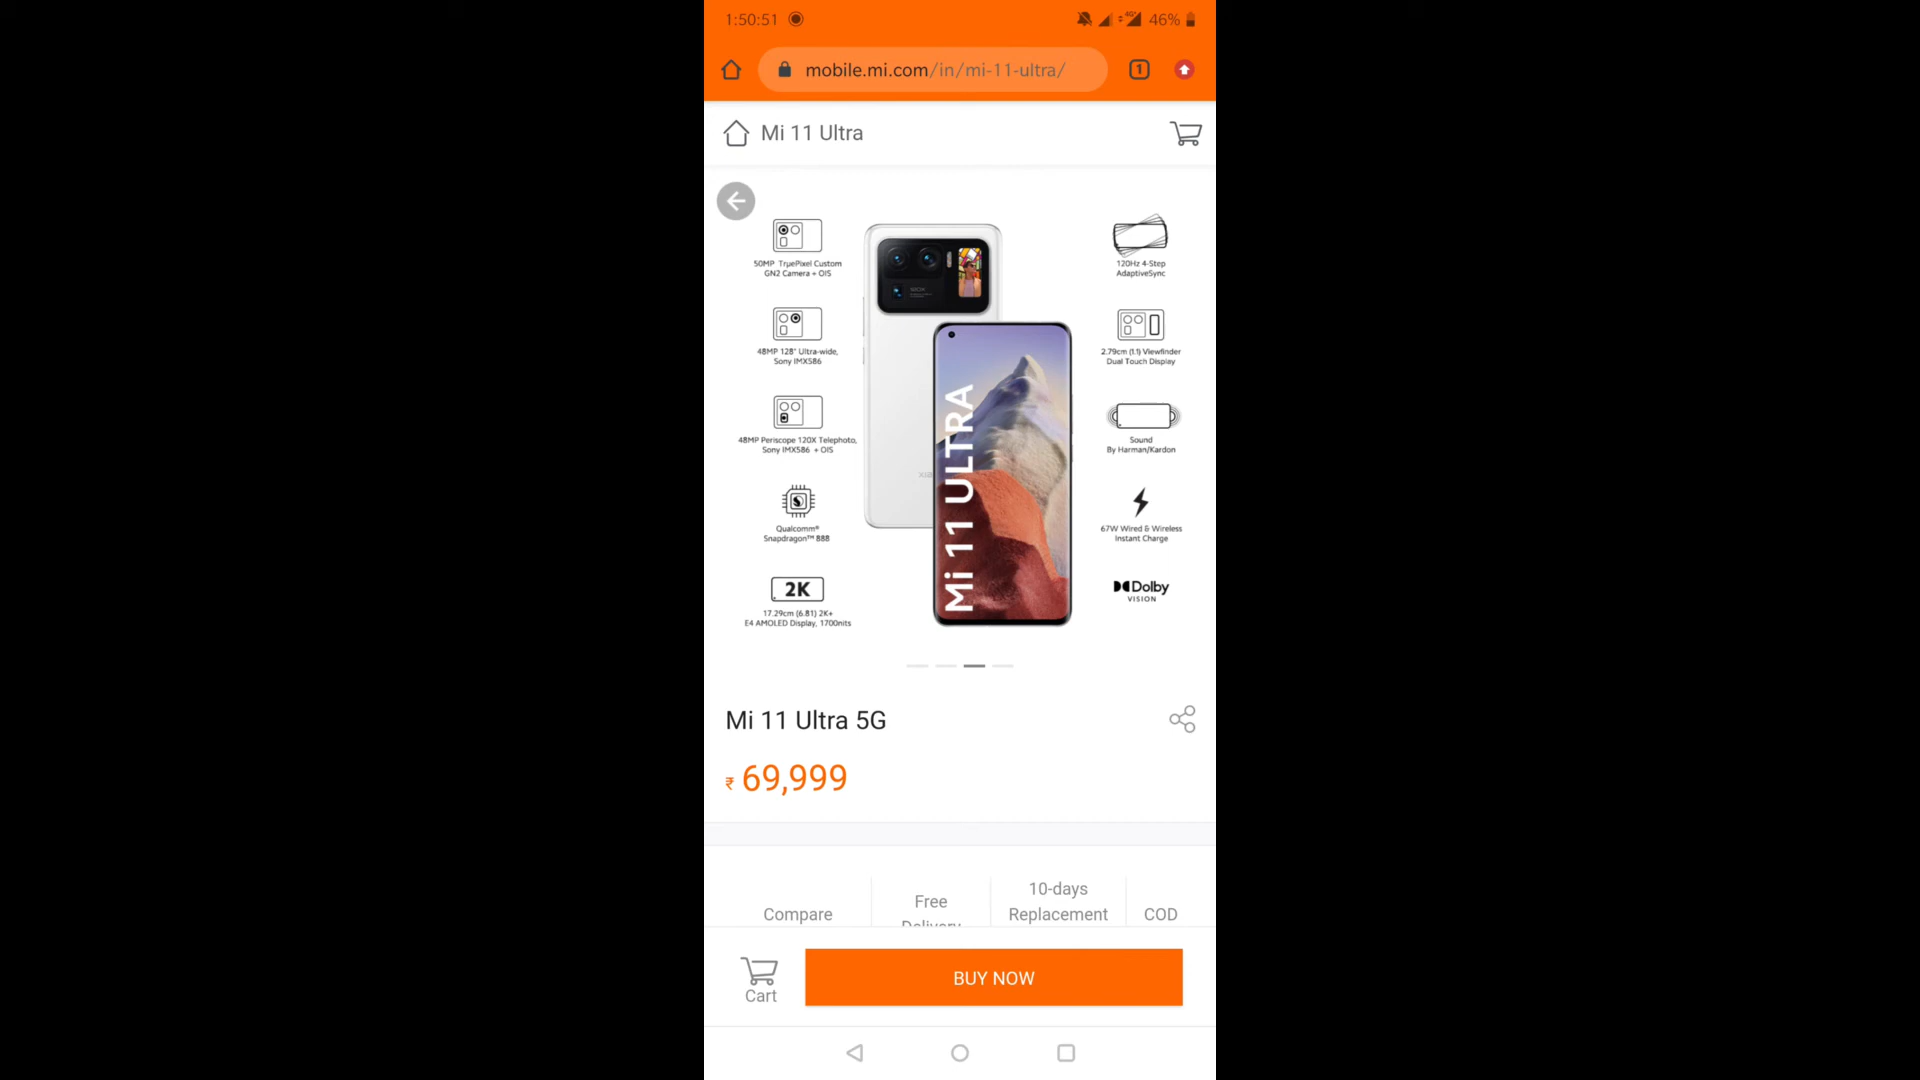 1:50:51
4G+
46%
mobile.mi.com/in/mi-11-ultra/
1
Mi 11 Ultra
50MP TruePixel Custom
GN2 Camera + OIS
120Hz 4-Step
AdaptiveSync
48MP 128° Ultra-wide,
Sony IMX586
2.79cm (1.1) Viewfinder
Dual Touch Display
48MP Periscope 120X Telephoto,
Sony IMX586 + OIS
Sound
By Harman/Kardon
Qualcomm®
Snapdragon™ 888
67W Wired & Wireless
Instant Charge
2K
17.29cm (6.81) 2K+
E4 AMOLED Display, 1700nits
Dolby
VISION
Mi 11 ULTRA
Mi 11 Ultra 5G
₹ 69,999
Compare
Free
Delivery
10-days
Replacement
COD
Cart
BUY NOW